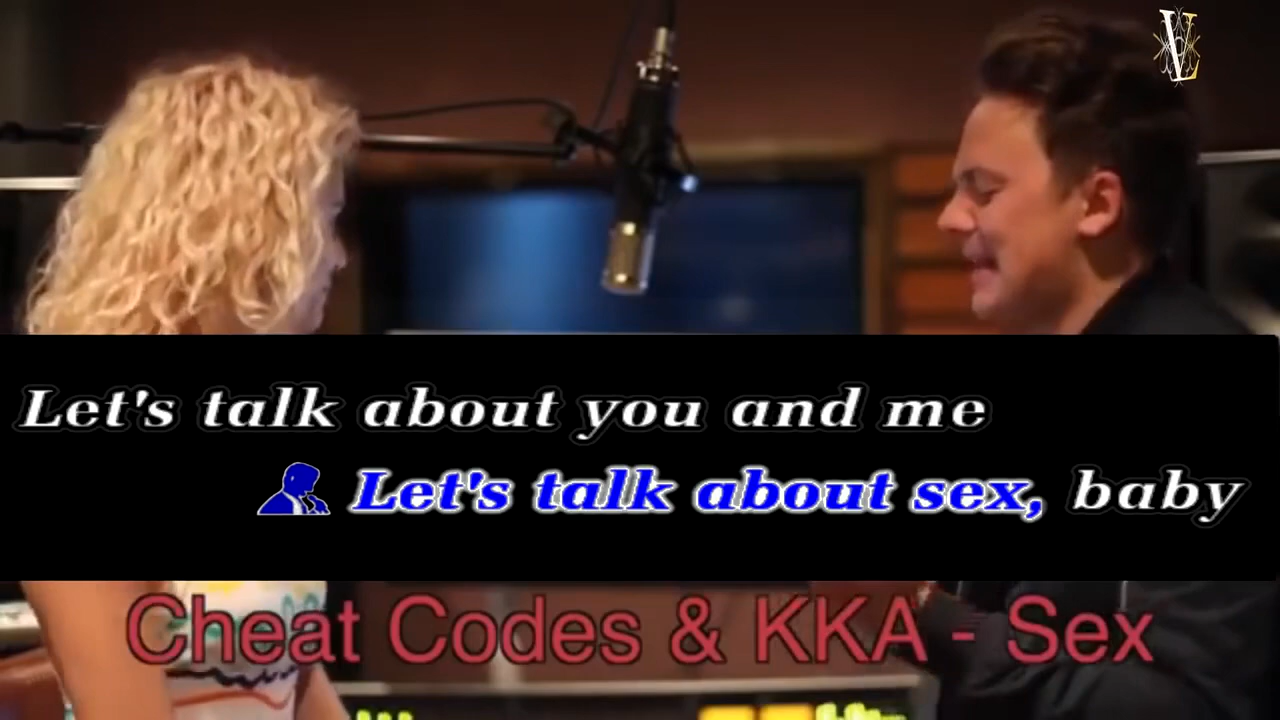 Let's talk about you and me
Let's talk about sex, baby
Cheat Codes & KKA - Sex